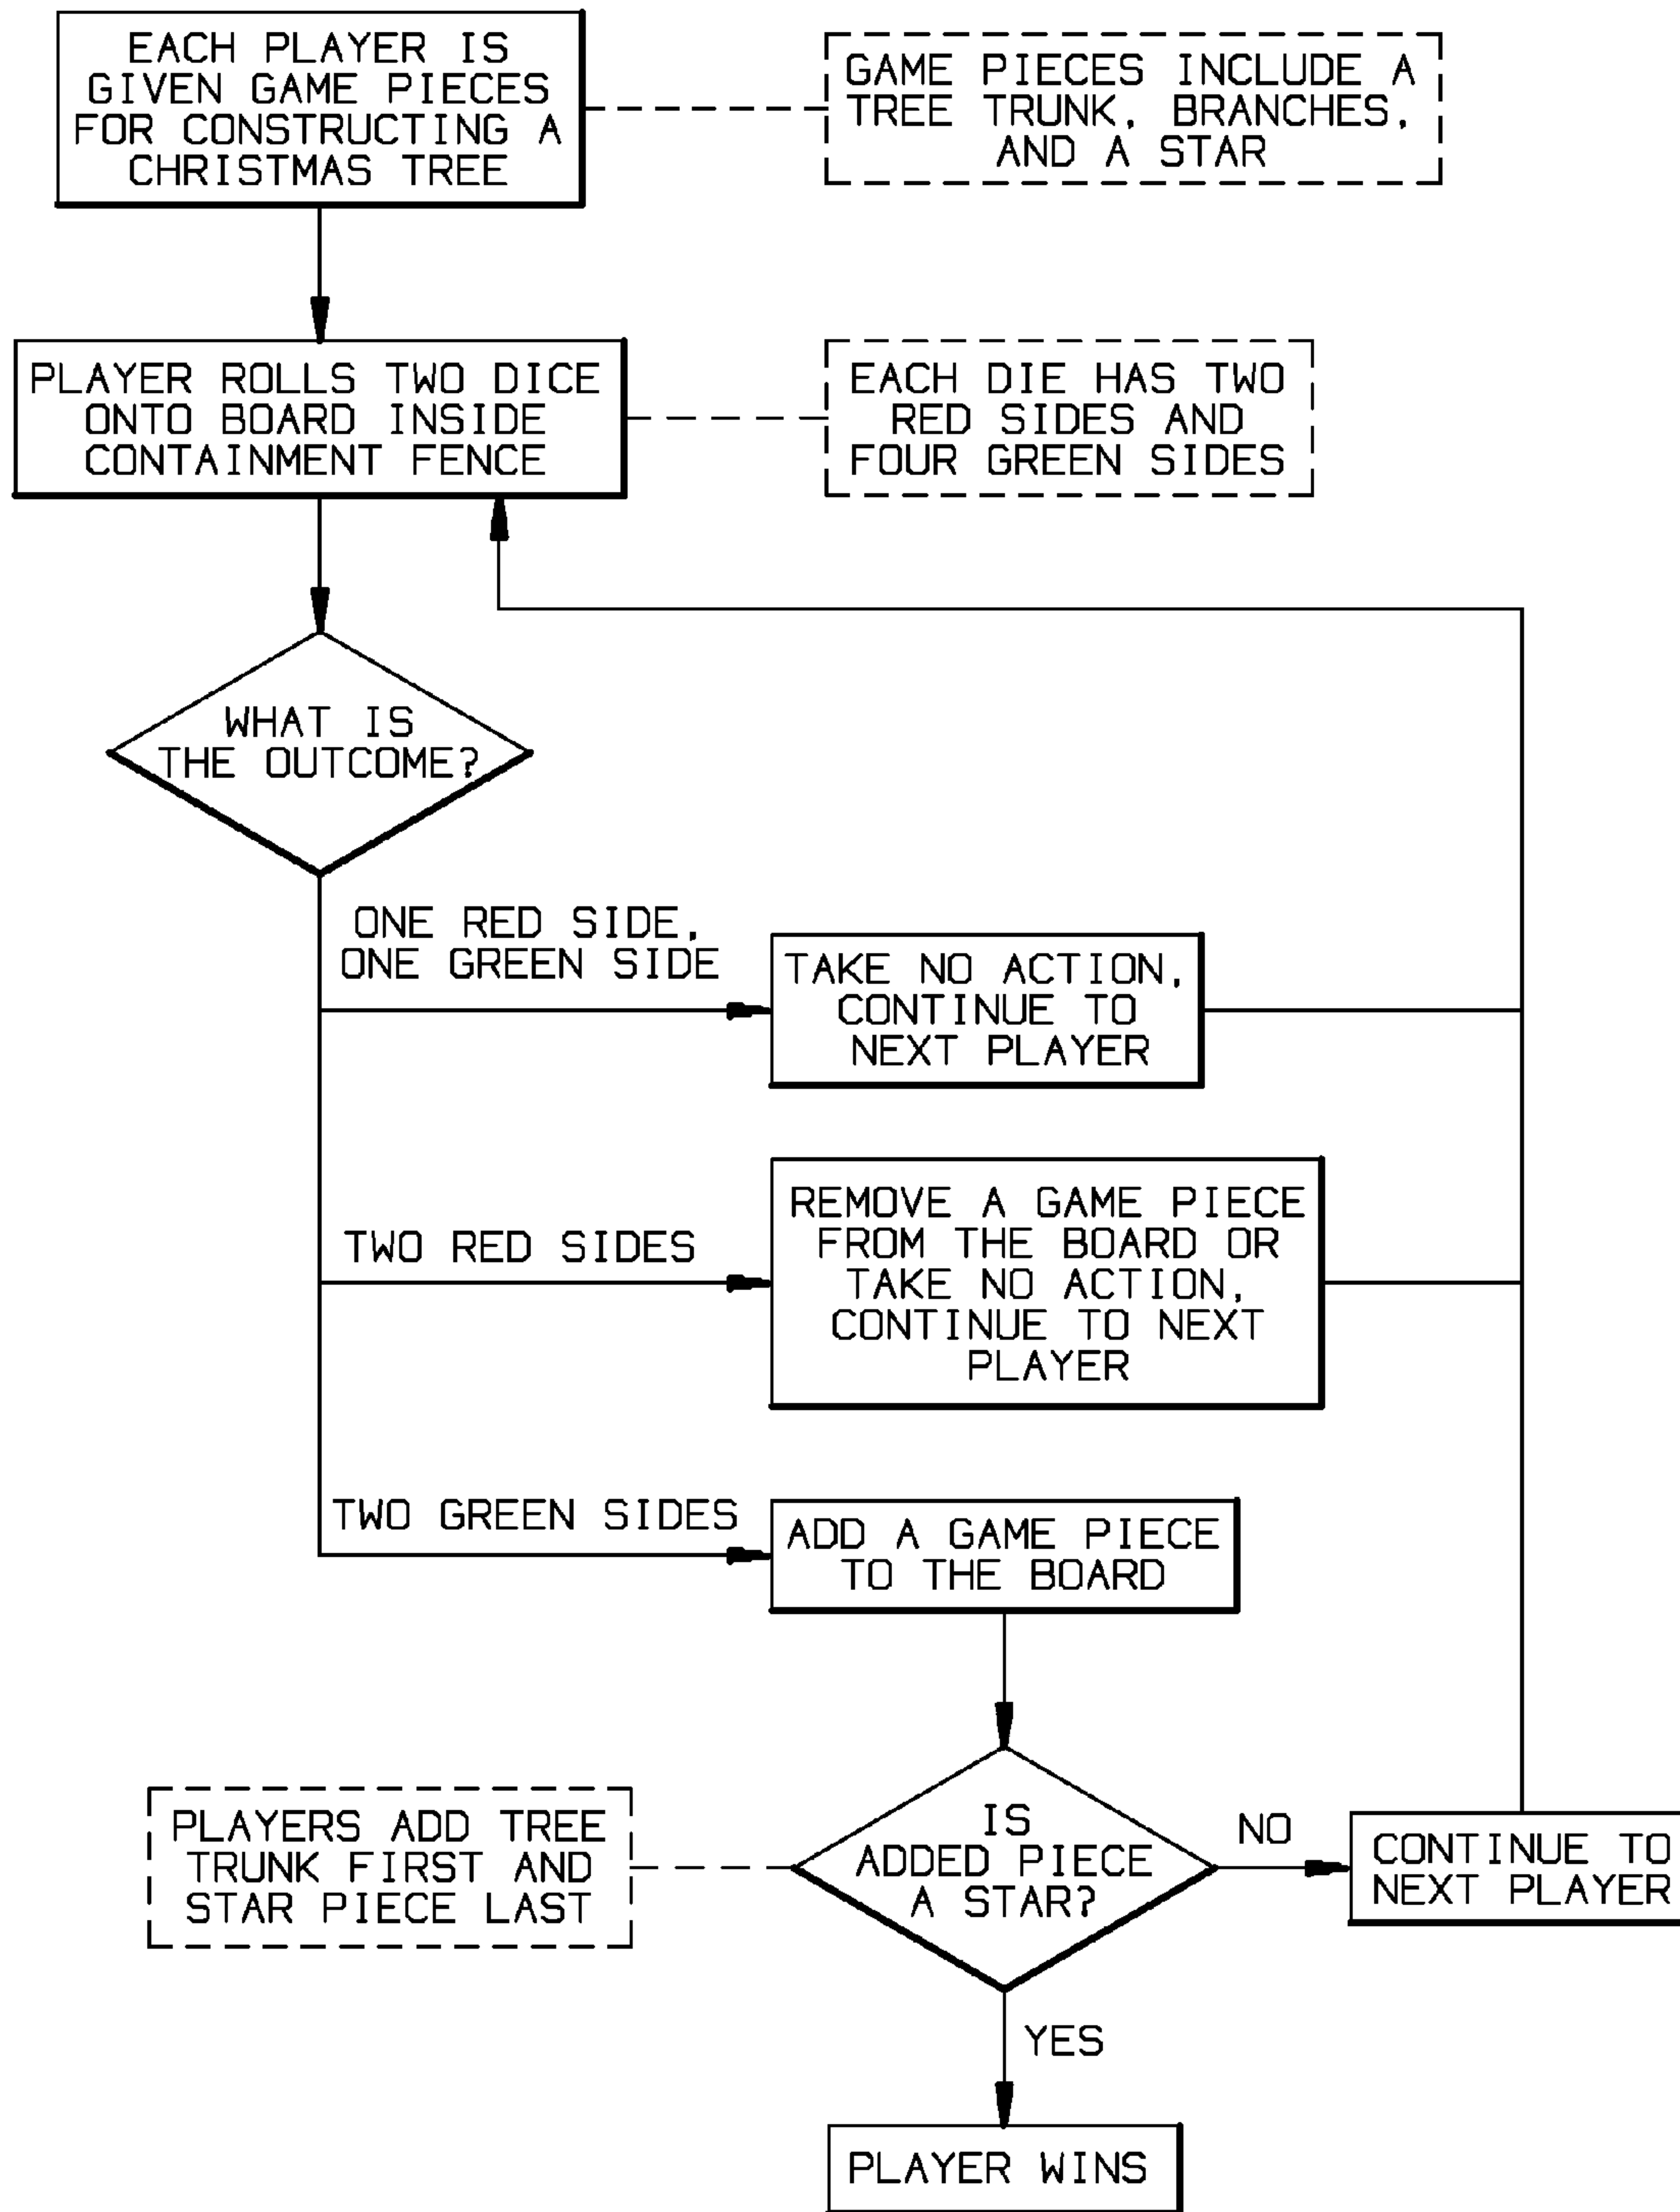 EACH PLAYER IS
GIVEN GAME PIECES
FOR CONSTRUCTING A
CHRISTMAS TREE
GAME PIECES INCLUDE A
TREE TRUNK, BRANCHES,
AND A STAR
PLAYER ROLLS TWO DICE
ONTO BOARD INSIDE
CONTAINMENT FENCE
EACH DIE HAS TWO
RED SIDES AND
FOUR GREEN SIDES
WHAT IS
THE OUTCOME?
ONE RED SIDE,
ONE GREEN SIDE
TAKE NO ACTION,
CONTINUE TO
NEXT PLAYER
TWO RED SIDES
REMOVE A GAME PIECE
FROM THE BOARD OR
TAKE NO ACTION,
CONTINUE TO NEXT
PLAYER
TWO GREEN SIDES
ADD A GAME PIECE
TO THE BOARD
PLAYERS ADD TREE
TRUNK FIRST AND
STAR PIECE LAST
IS
ADDED PIECE
A STAR?
NO
CONTINUE TO
NEXT PLAYER
YES
PLAYER WINS